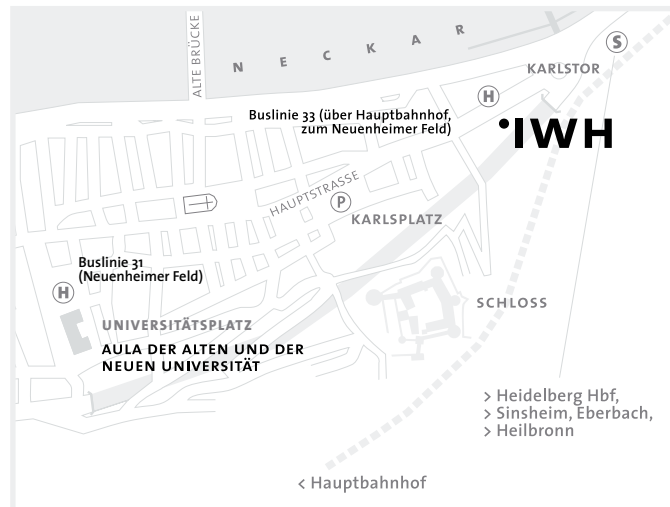 ALTE BRÜCKE
NECKAR
S
KARLSTOR
H
Buslinie 33 (über Hauptbahnhof,
zum Neuenheimer Feld)
IWH
HAUPTSTRASSE
P
KARLSPLATZ
Buslinie 31
(Neuenheimer Feld)
H
SCHLOSS
UNIVERSITÄTSPLATZ
AULA DER ALTEN UND DER
NEUEN UNIVERSITÄT
> Heidelberg Hbf,
> Sinsheim, Eberbach,
> Heilbronn
< Hauptbahnhof